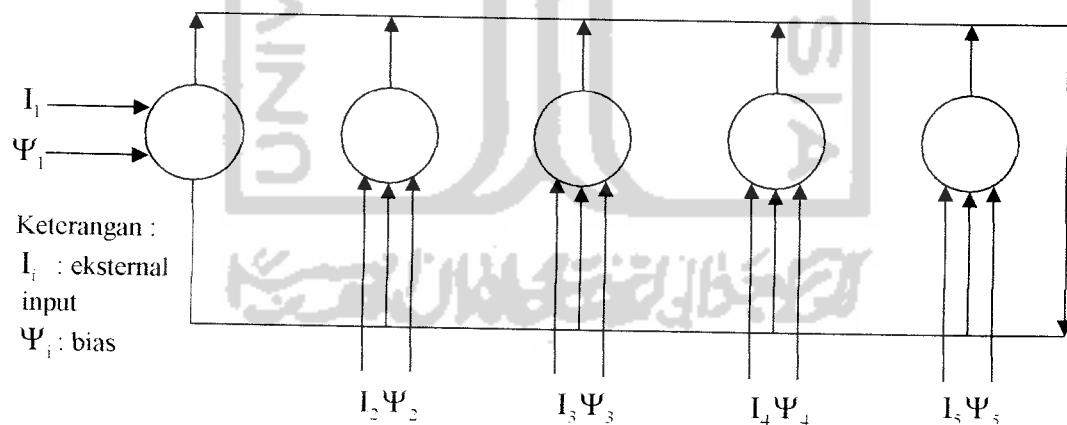 I₁
Ψ₁
Keterangan :
Iᵢ : eksternal
input
Ψᵢ : bias
I₂Ψ₂
I₃Ψ₃
I₄Ψ₄
I₅Ψ₅